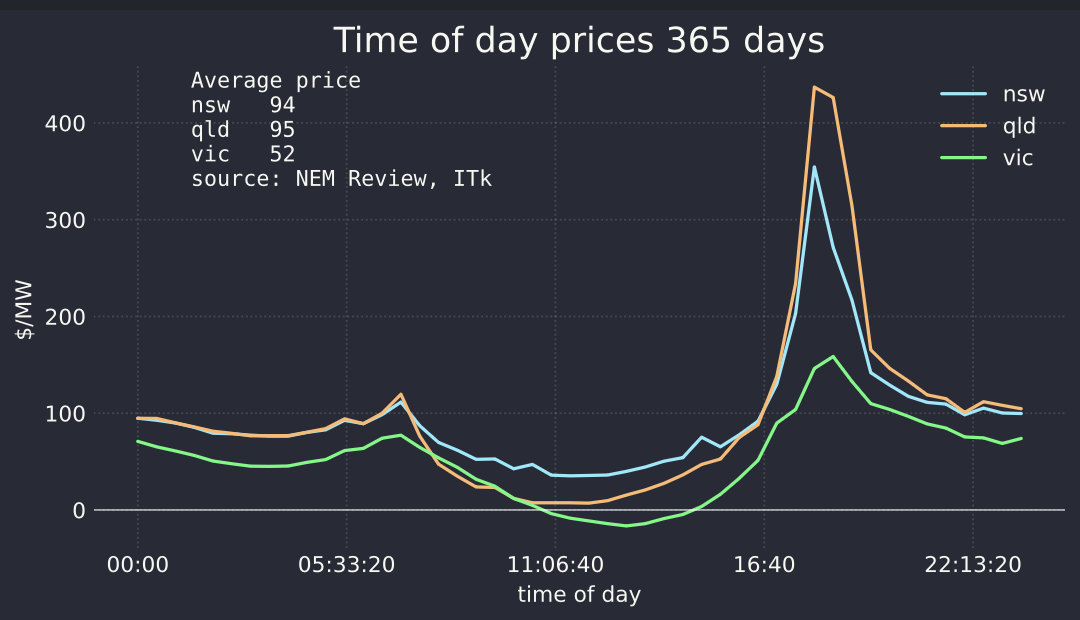 Time of day prices 365 days
Average price
nsw 94
qld 95
vic 52
source: NEM Review, ITk
nsw
qld
vic
400
300
200
100
0
$/MW
00:00
05:33:20
11:06:40
16:40
22:13:20
time of day